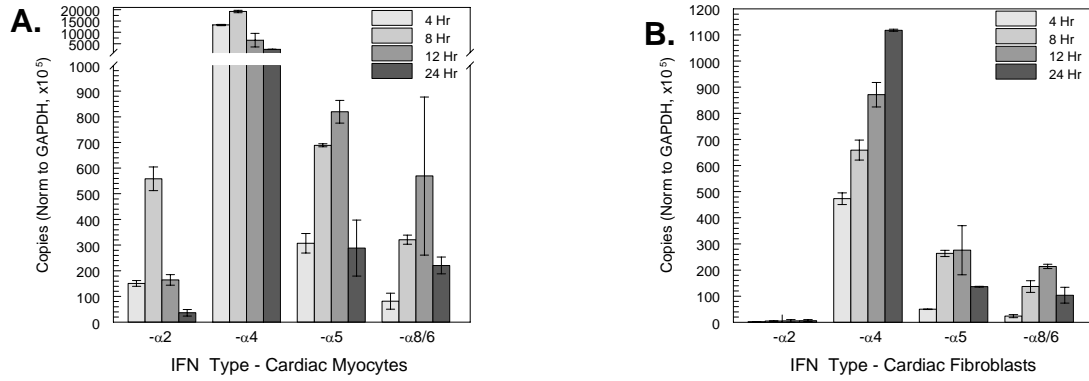 A.
20000
15000
10000
5000
1000
900
800
700
600
500
400
300
200
100
0
Copies (Norm to GAPDH, x10⁵)
4 Hr
8 Hr
12 Hr
24 Hr
-α2 -α4 -α5 -α8/6
IFN Type - Cardiac Myocytes
B.
1200
1100
1000
900
800
700
600
500
400
300
200
100
0
Copies (Norm to GAPDH, x10⁵)
4 Hr
8 Hr
12 Hr
24 Hr
-α2 -α4 -α5 -α8/6
IFN Type - Cardiac Fibroblasts